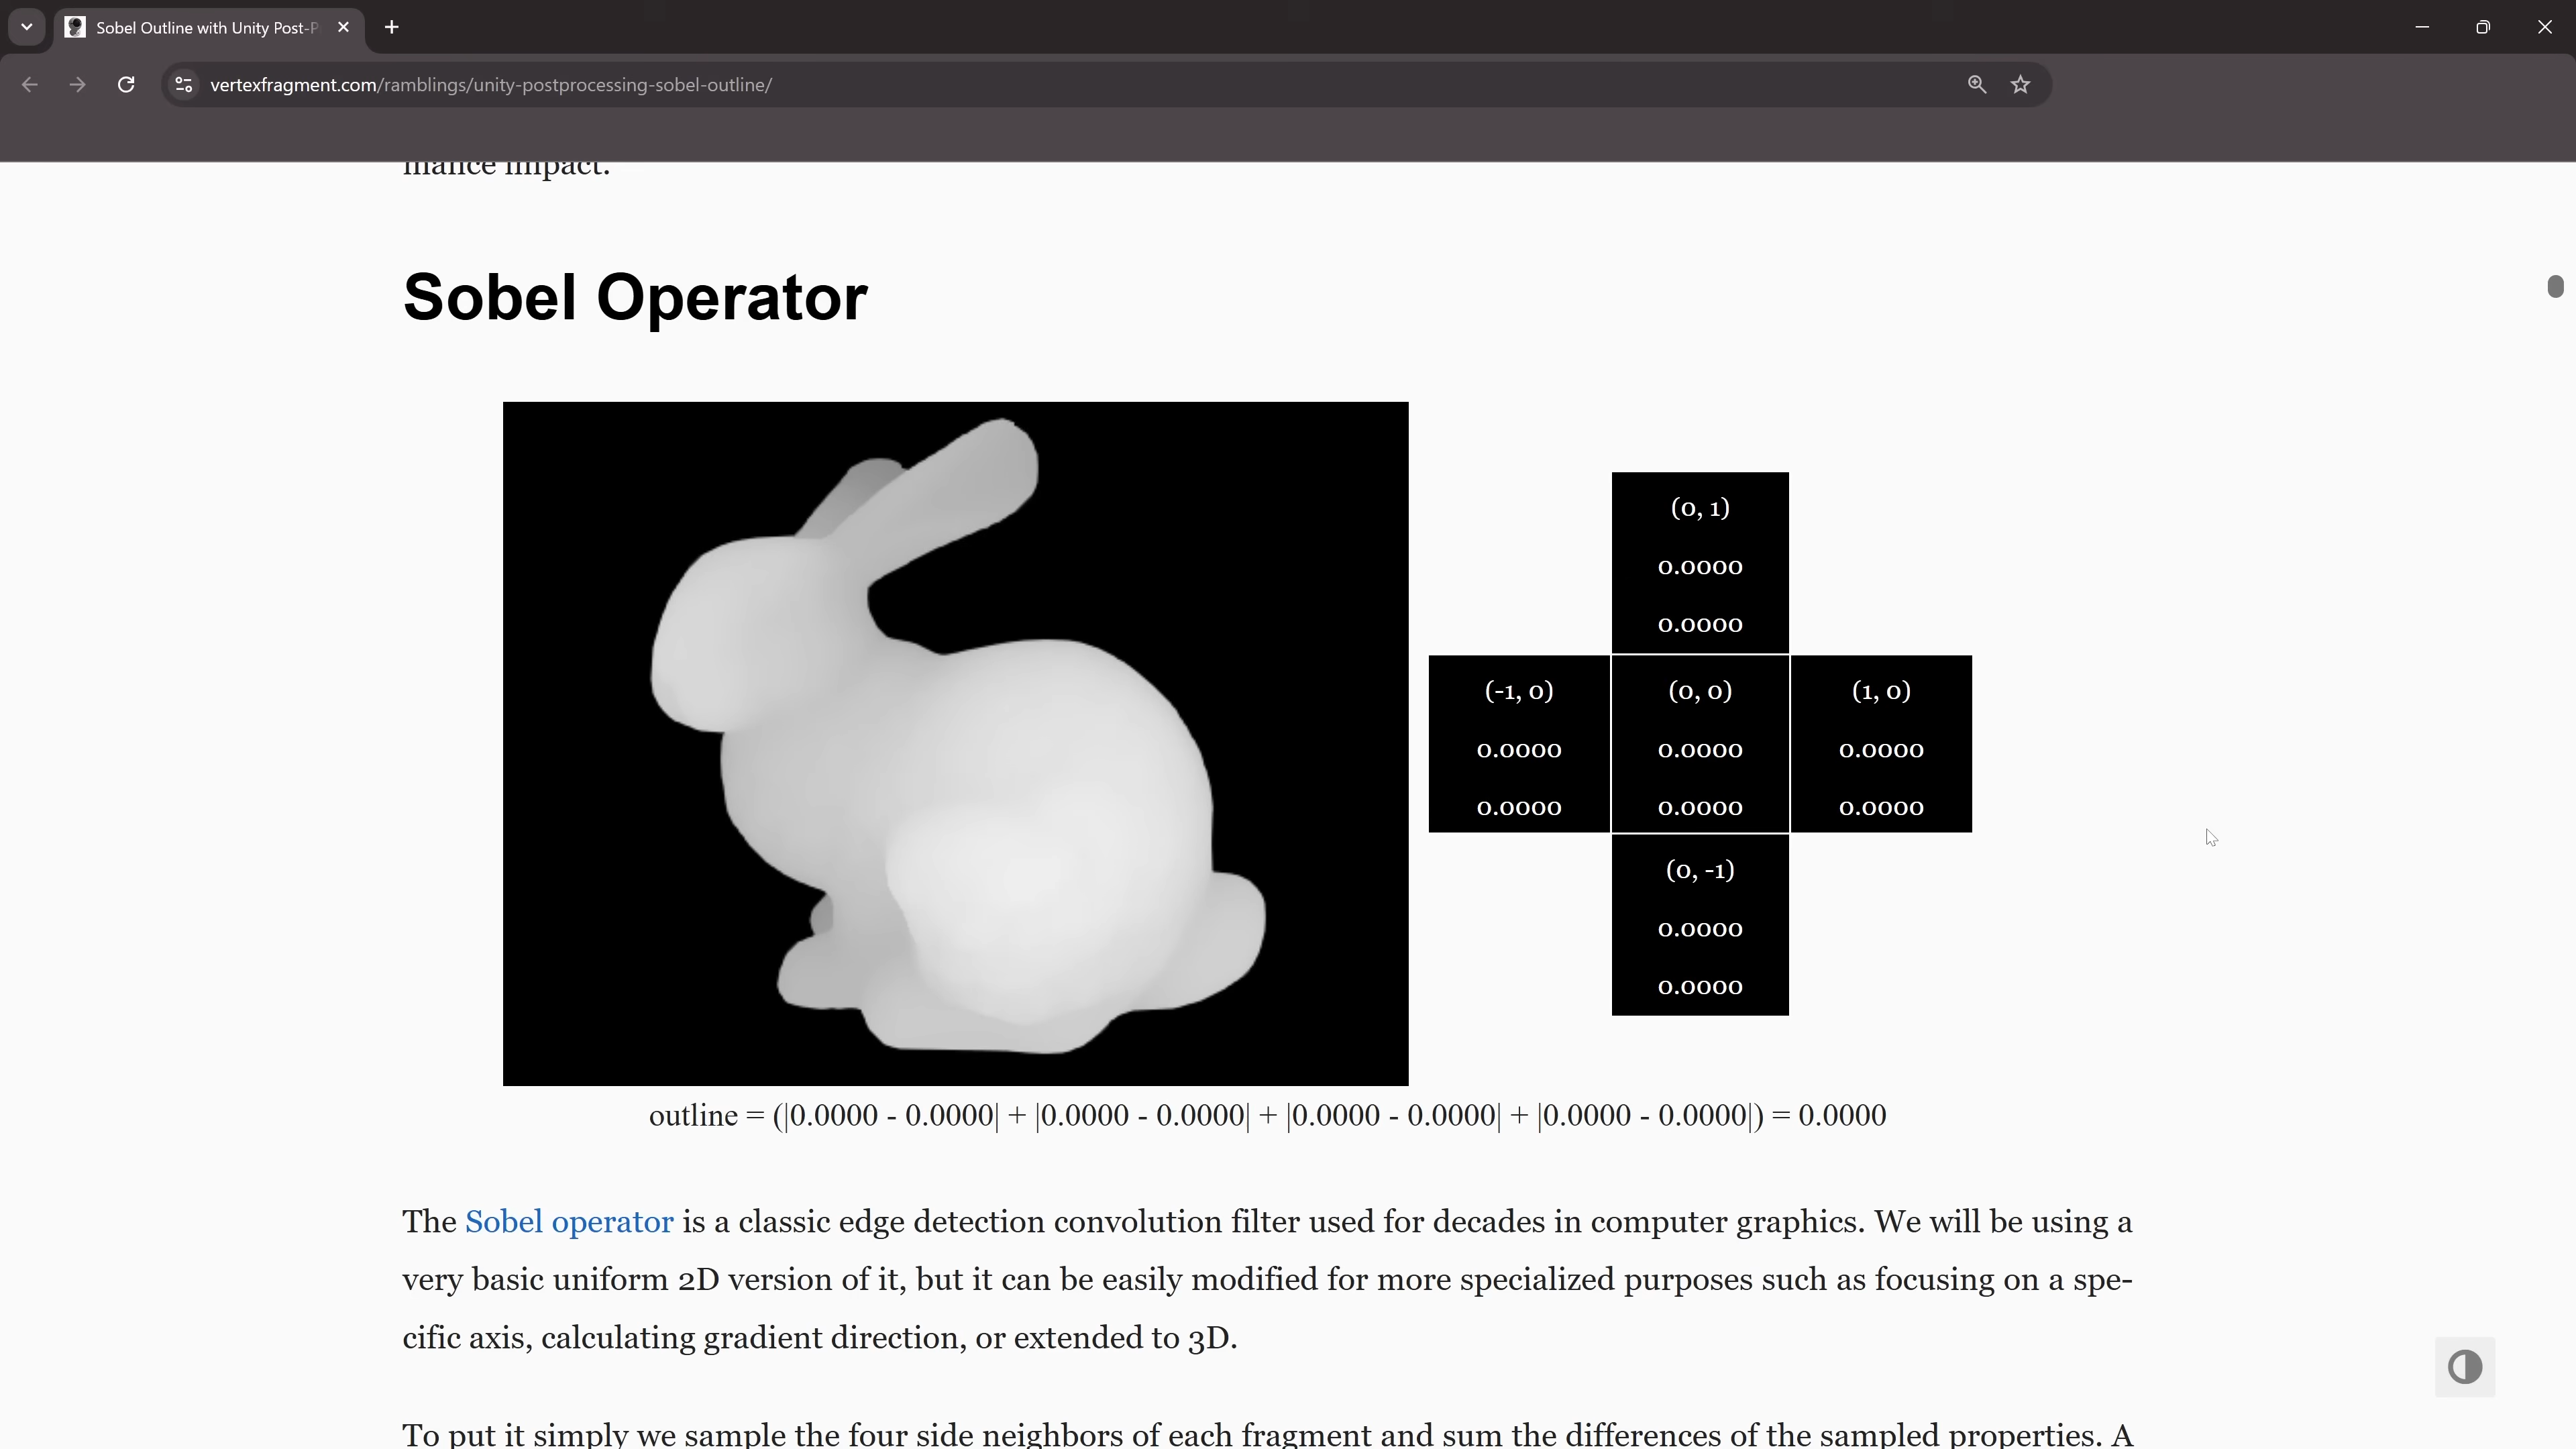 Sobel Outline with Unity Post-P
vertexfragment.com/ramblings/unity-postprocessing-sobel-outline/
mance impact.
Sobel Operator
(0, 1)
0.0000
0.0000
(-1, 0) (0, 0) (1, 0)
0.0000 0.0000 0.0000
0.0000 0.0000 0.0000
(0, -1)
0.0000
0.0000
outline = (|0.0000 - 0.0000| + |0.0000 - 0.0000| + |0.0000 - 0.0000| + |0.0000 - 0.0000|) = 0.0000
The Sobel operator is a classic edge detection convolution filter used for decades in computer graphics. We will be using a
very basic uniform 2D version of it, but it can be easily modified for more specialized purposes such as focusing on a spe-
cific axis, calculating gradient direction, or extended to 3D.
To put it simply we sample the four side neighbors of each fragment and sum the differences of the sampled properties. A